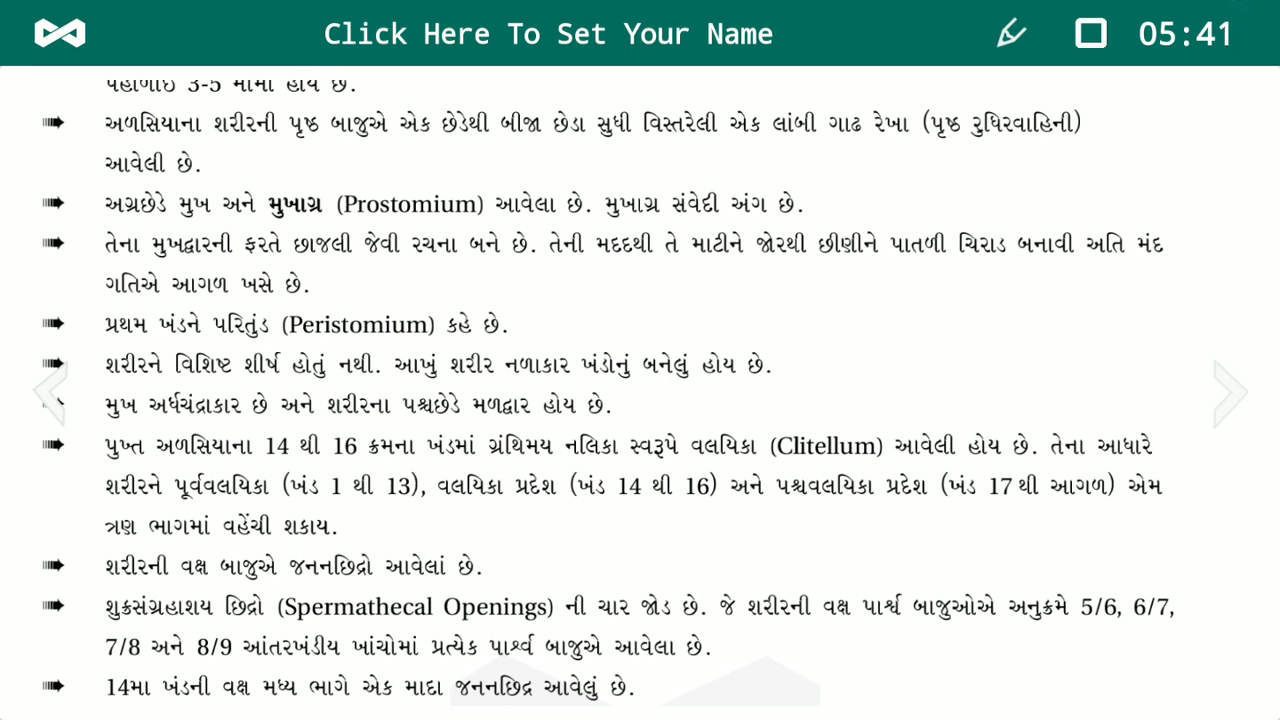 Click Here To Set Your Name
05:41
પહોળાઈ 3-5 મીમી હોય છે.
અળસિયાના શરીરની પૃષ્ઠ બાજુએ એક છેડેથી બીજા છેડા સુધી વિસ્તરેલી એક લાંબી ગાઢ રેખા (પૃષ્ઠ રુધિરવાહિની)
આવેલી છે.
અગ્રછેડે મુખ અને મુખાગ્ર (Prostomium) આવેલા છે. મુખાગ્ર સંવેદી અંગ છે.
તેના મુખદ્વારની ફરતે છાજલી જેવી રચના બને છે. તેની મદદથી તે માટીને જોરથી છીણીને પાતળી ચિરાડ બનાવી અતિ મંદ
ગતિએ આગળ ખસે છે.
પ્રથમ ખંડને પરિતુંડ (Peristomium) કહે છે.
શરીરને વિશિષ્ટ શીર્ષ હોતું નથી. આખું શરીર નળાકાર ખંડોનું બનેલું હોય છે.
મુખ અર્ધચંદ્રાકાર છે અને શરીરના પશ્ચછેડે મળદ્વાર હોય છે.
પુખ્ત અળસિયાના 14 થી 16 ક્રમના ખંડમાં ગ્રંથિમય નલિકા સ્વરૂપે વલયિકા (Clitellum) આવેલી હોય છે. તેના આધારે
શરીરને પૂર્વવલયિકા (ખંડ 1 થી 13), વલયિકા પ્રદેશ (ખંડ 14 થી 16) અને પશ્ચવલયિકા પ્રદેશ (ખંડ 17 થી આગળ) એમ
ત્રણ ભાગમાં વહેંચી શકાય.
શરીરની વક્ષ બાજુએ જનનછિદ્રો આવેલાં છે.
શુક્રસંગ્રહાશય છિદ્રો (Spermathecal Openings) ની ચાર જોડ છે. જે શરીરની વક્ષ પાર્શ્વ બાજુઓએ અનુક્રમે 5/6, 6/7,
7/8 અને 8/9 આંતરખંડીય ખાંચોમાં પ્રત્યેક પાર્શ્વ બાજુએ આવેલા છે.
14મા ખંડની વક્ષ મધ્ય ભાગે એક માદા જનનછિદ્ર આવેલું છે.